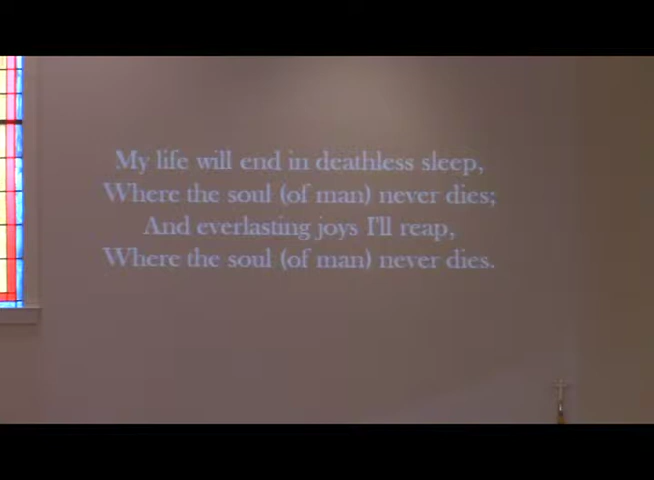 My life will end in deathless sleep,
Where the soul (of man) never dies;
And everlasting joys I'll reap,
Where the soul (of man) never dies.